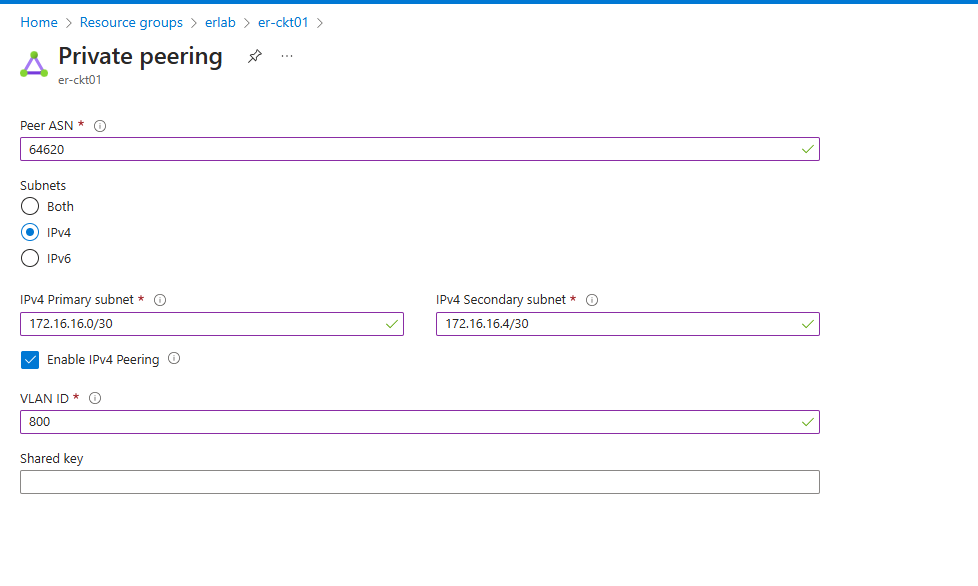 Home > Resource groups > erlab > er-ckt01 >
Private peering
er-ckt01
Peer ASN *
64620
Subnets
Both
IPv4
IPv6
IPv4 Primary subnet * IPv4 Secondary subnet *
172.16.16.0/30 172.16.16.4/30
Enable IPv4 Peering
VLAN ID *
800
Shared key